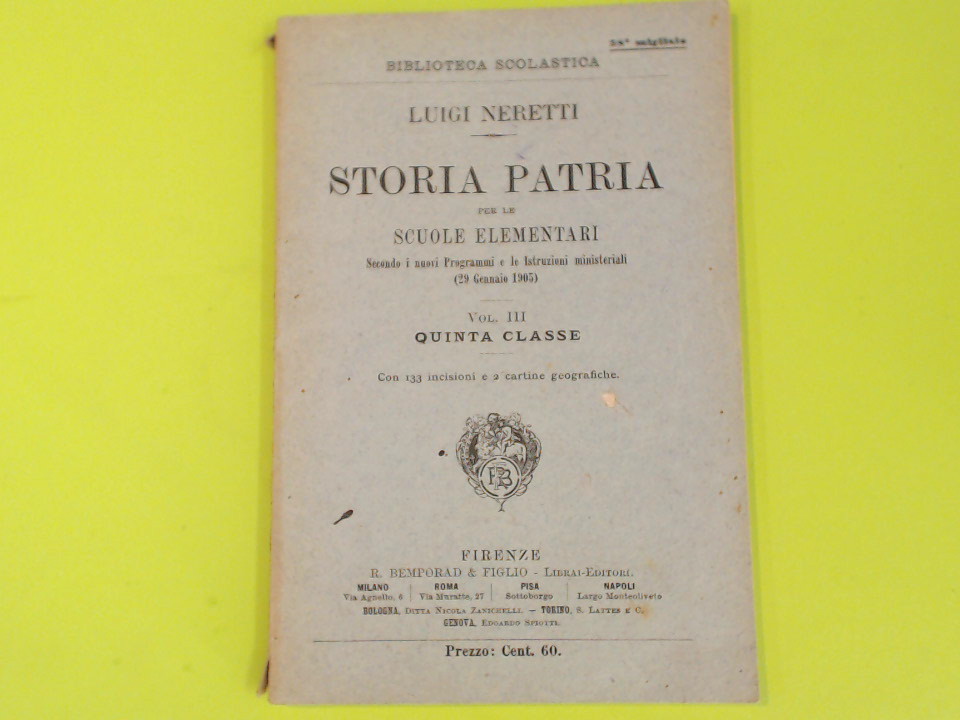 BIBLIOTECA SCOLASTICA
LUIGI NERETTI
STORIA PATRIA
PER LE
SCUOLE ELEMENTARI
Secondo i nuovi Programmi e le Istruzioni ministeriali
(29 Gennaio 1905)
VOL. III
QUINTA CLASSE
Con 133 incisioni e 2 cartine geografiche.
FIRENZE
R. BEMPORAD & FIGLIO - LIBRAI-EDITORI.
MILANO ROMA PISA NAPOLI
Via Agnello, 6 Via Muratte, 27 Sottoborgo Largo Monteoliveto
BOLOGNA, DITTA NICOLA ZANICHELLI. — TORINO, S. LATTES E C.
GENOVA, EDOARDO SPIOTTI.
Prezzo: Cent. 60.